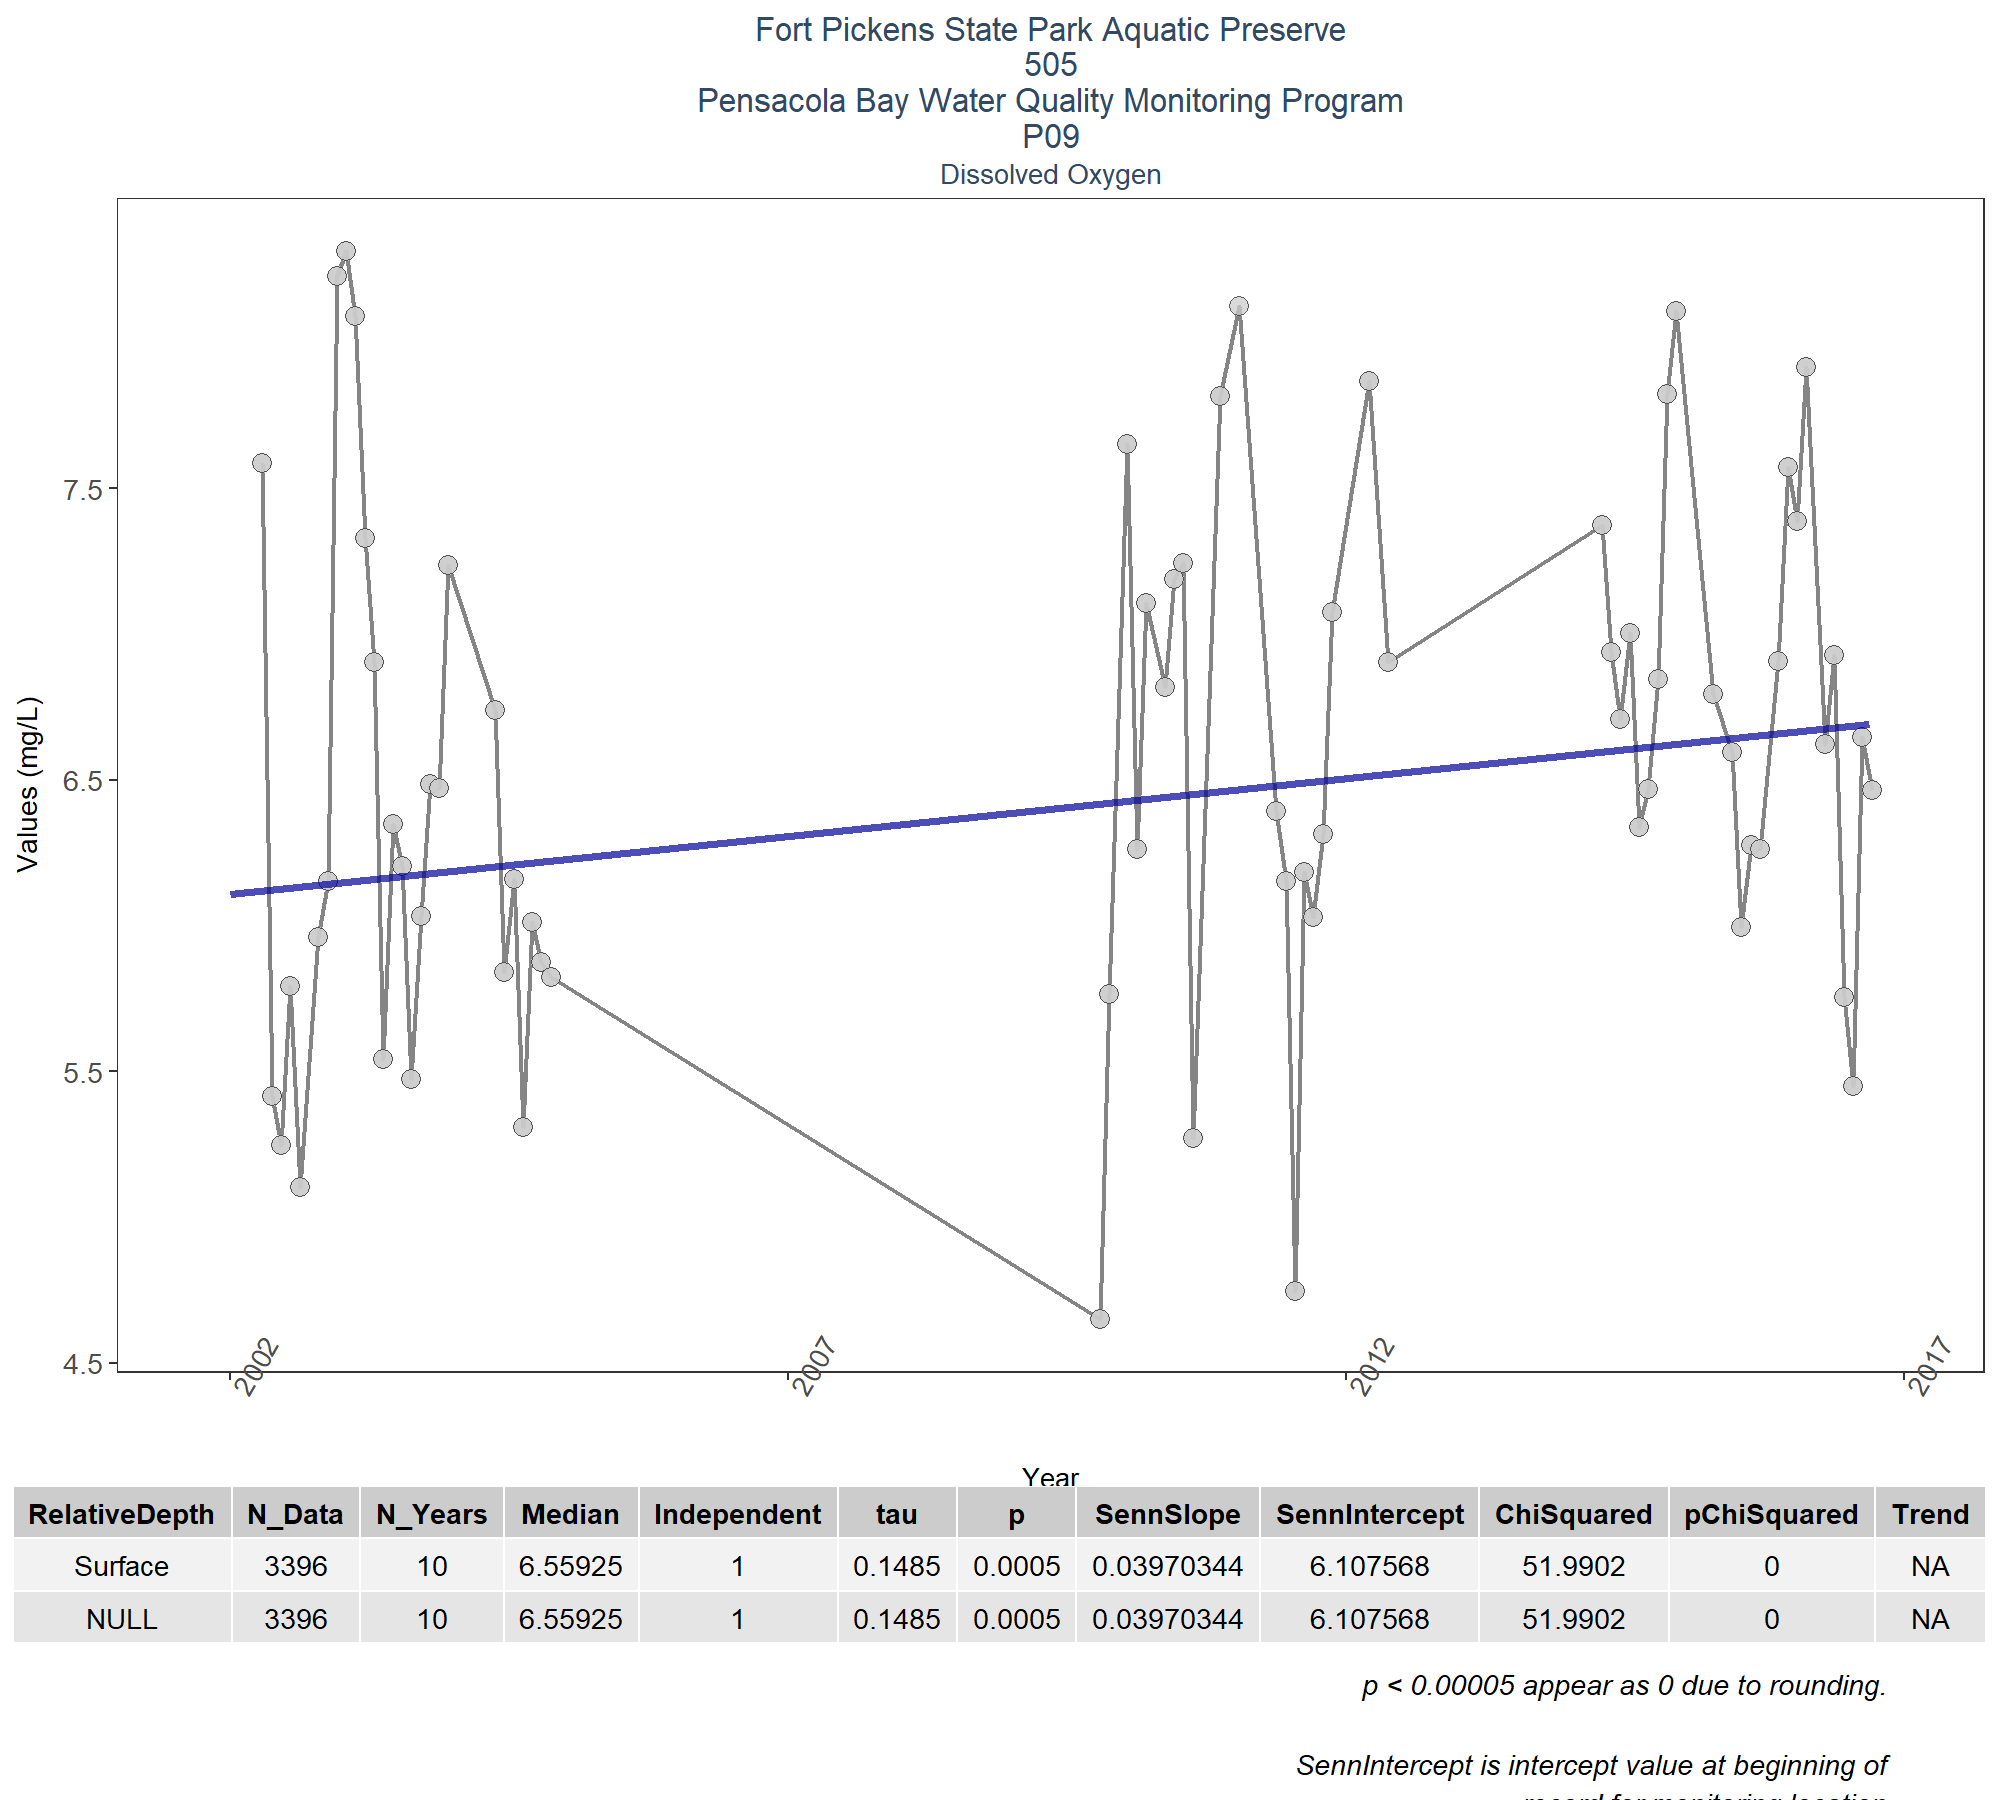 Fort Pickens State Park Aquatic Preserve
505
Pensacola Bay Water Quality Monitoring Program
P09
Dissolved Oxygen
Values (mg/L)
7.5
6.5
5.5
4.5
2002 2007 2012 2017
Year
RelativeDepth N_Data N_Years Median Independent tau p SennSlope SennIntercept ChiSquared pChiSquared Trend
Surface 3396 10 6.55925 1 0.1485 0.0005 0.03970344 6.107568 51.9902 0 NA
NULL 3396 10 6.55925 1 0.1485 0.0005 0.03970344 6.107568 51.9902 0 NA
p < 0.00005 appear as 0 due to rounding.
SennIntercept is intercept value at beginning of
record for monitoring location